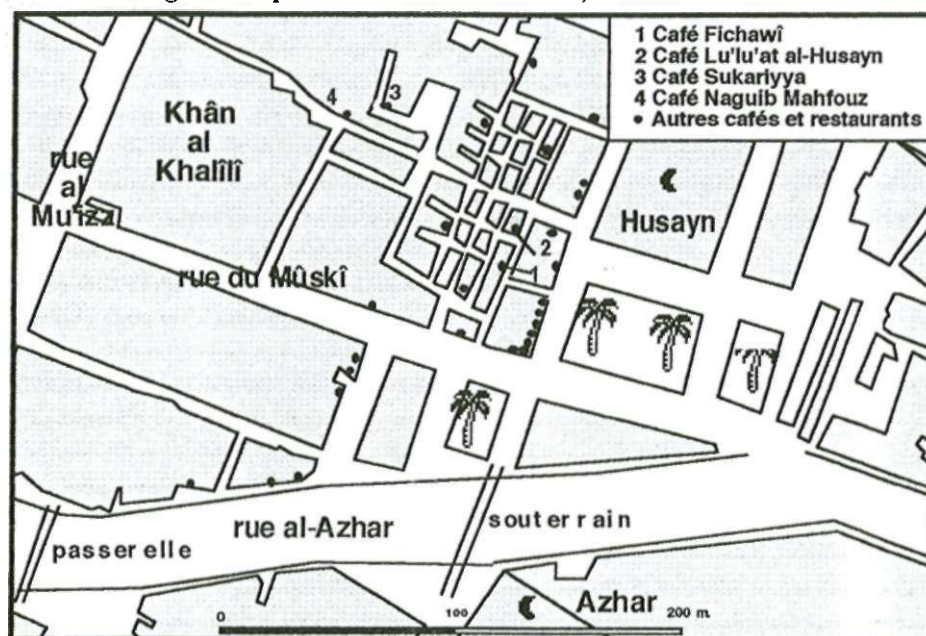 1 Café Fichawî
2 Café Lu'lu'at al-Husayn
3 Café Sukariyya
4 Café Naguib Mahfouz
• Autres cafés et restaurants
4
3
Khân
al
Khalîlî
rue
al
Mu'izz
Husayn
2
1
rue du Mûskî
rue al-Azhar
souterrain
passerelle
Azhar
0
100
200 m.